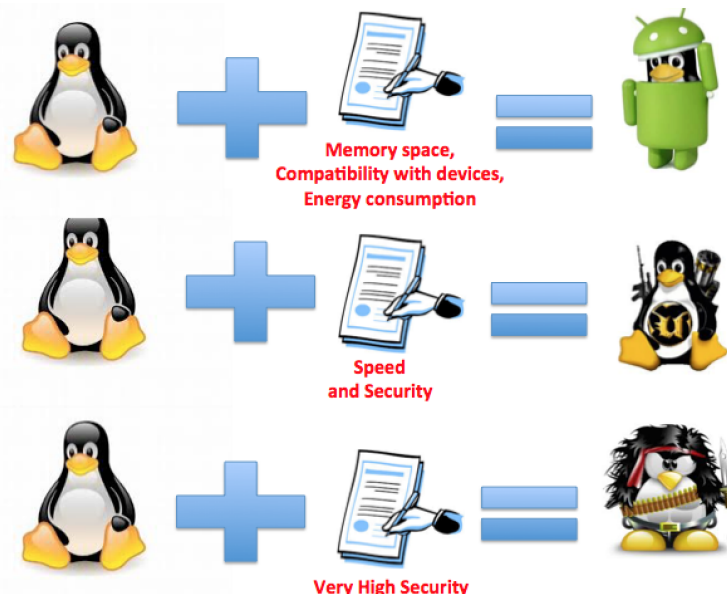 Memory space,
Compatibility with devices,
Energy consumption
Speed
and Security
Very High Security